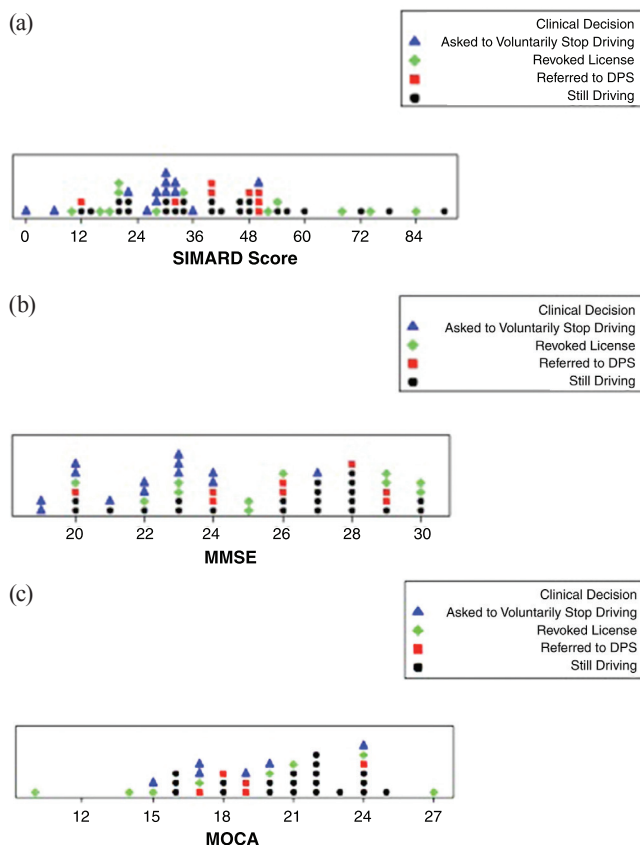 (a)
Clinical Decision
Asked to Voluntarily Stop Driving
Revoked License
Referred to DPS
Still Driving
0 12 24 36 48 60 72 84
SIMARD Score
(b)
Clinical Decision
Asked to Voluntarily Stop Driving
Revoked License
Referred to DPS
Still Driving
20 22 24 26 28 30
MMSE
(c)
Clinical Decision
Asked to Voluntarily Stop Driving
Revoked License
Referred to DPS
Still Driving
12 15 18 21 24 27
MOCA